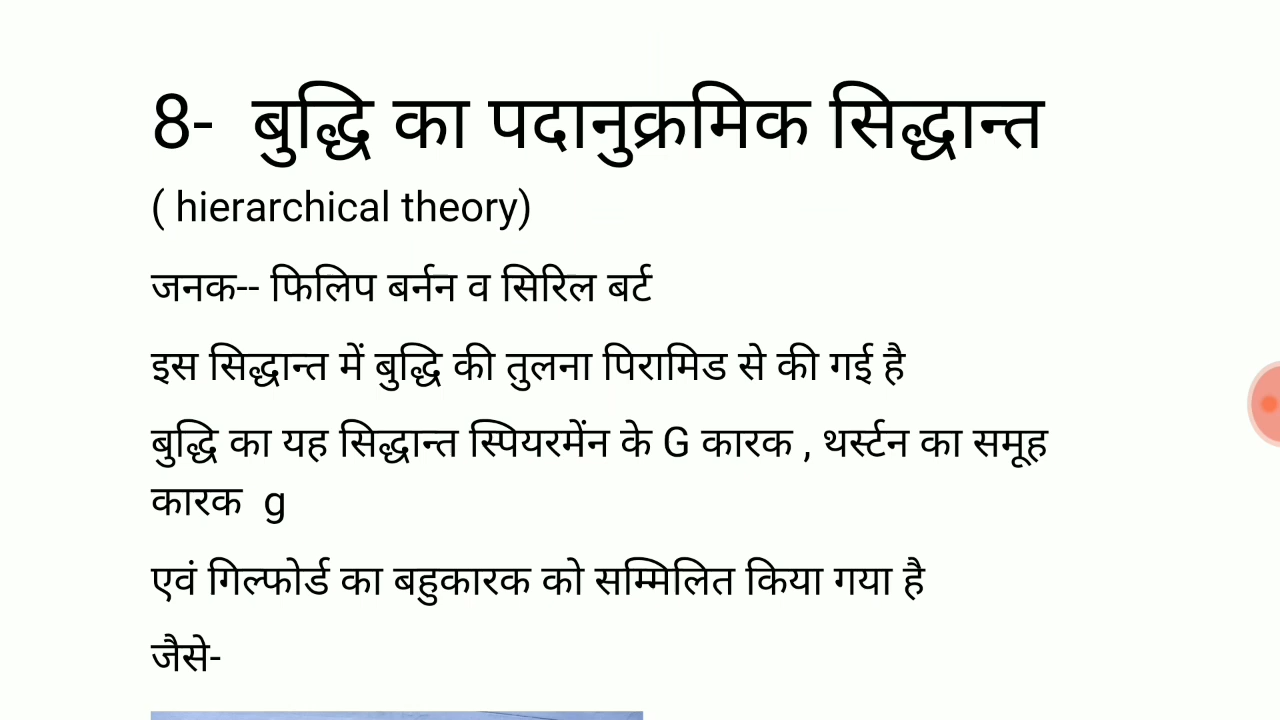 8- बुद्धि का पदानुक्रमिक सिद्धान्त
( hierarchical theory)
जनक-- फिलिप बर्नन व सिरिल बर्ट
इस सिद्धान्त में बुद्धि की तुलना पिरामिड से की गई है
बुद्धि का यह सिद्धान्त स्पियरमेंन के G कारक , थर्स्टन का समूह
कारक g
एवं गिल्फोर्ड का बहुकारक को सम्मिलित किया गया है
जैसे-